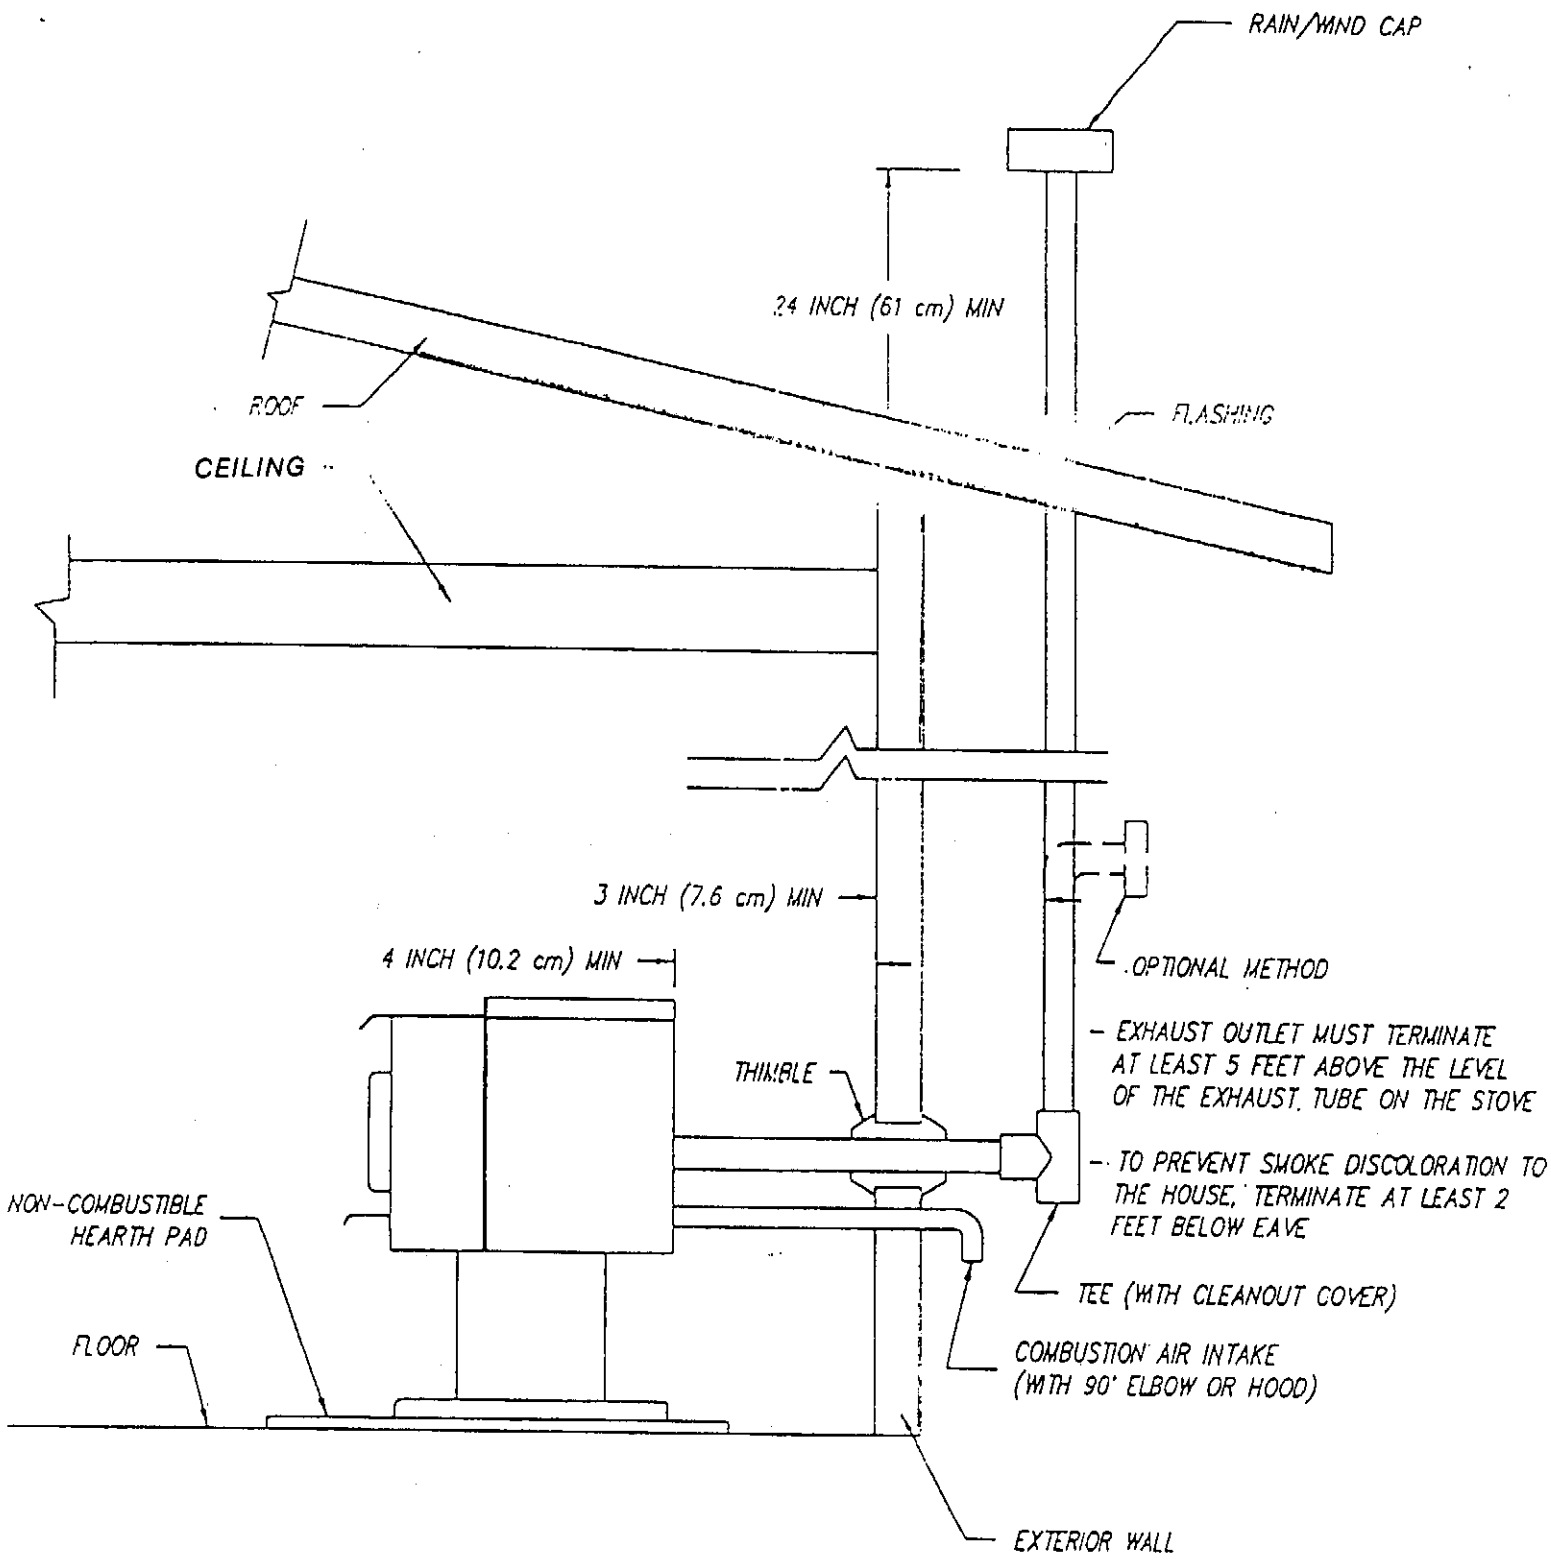 RAIN/WIND CAP
24 INCH (61 cm) MIN
ROOF
FLASHING
CEILING
3 INCH (7.6 cm) MIN
4 INCH (10.2 cm) MIN
OPTIONAL METHOD
- EXHAUST OUTLET MUST TERMINATE
AT LEAST 5 FEET ABOVE THE LEVEL
OF THE EXHAUST TUBE ON THE STOVE
THIMBLE
- TO PREVENT SMOKE DISCOLORATION TO
THE HOUSE, TERMINATE AT LEAST 2
FEET BELOW EAVE
NON-COMBUSTIBLE
HEARTH PAD
TEE (WITH CLEANOUT COVER)
FLOOR
COMBUSTION AIR INTAKE
(WITH 90° ELBOW OR HOOD)
EXTERIOR WALL